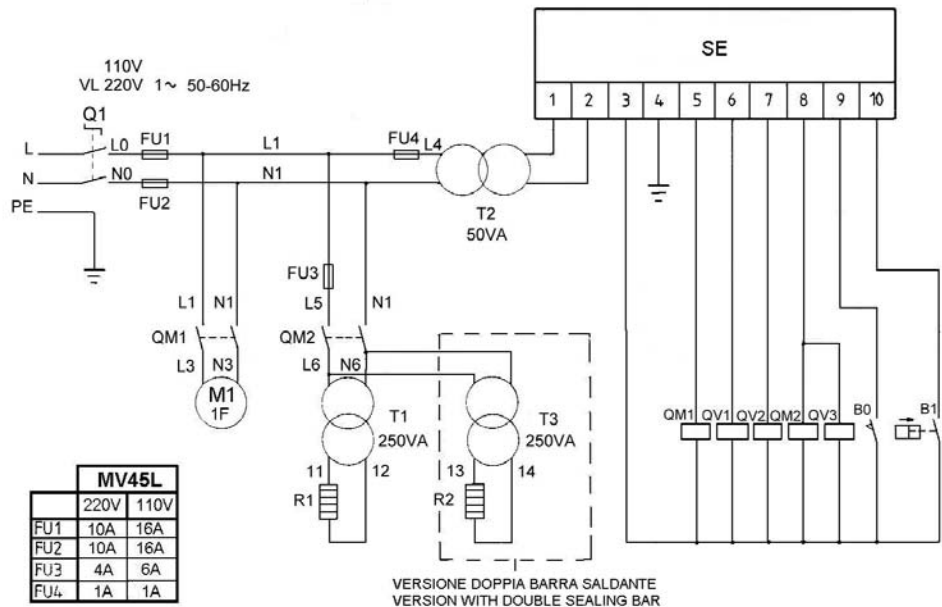 SE
1 2 3 4 5 6 7 8 9 10
110V
VL 220V 1~ 50-60Hz
Q1
L L0 FU1 L1 FU4 L4
N N0 FU2 N1
PE
T2
50VA
FU3
L1 N1 L5 N1
QM1 QM2
L3 N3 L6 N6
M1
1F
T1
250VA
T3
250VA
11 12 13 14
R1 R2
QM1 QV1 QV2 QM2 QV3 B0 B1
MV45L
220V 110V
FU1 10A 16A
FU2 10A 16A
FU3 4A 6A
FU4 1A 1A
VERSIONE DOPPIA BARRA SALDANTE
VERSION WITH DOUBLE SEALING BAR